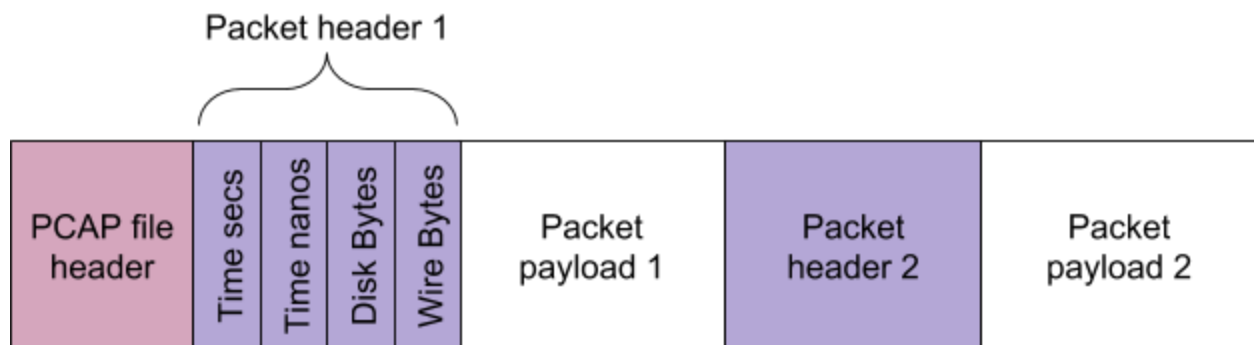 Packet header 1
PCAP file
header
Time secs
Time nanos
Disk Bytes
Wire Bytes
Packet
payload 1
Packet
header 2
Packet
payload 2